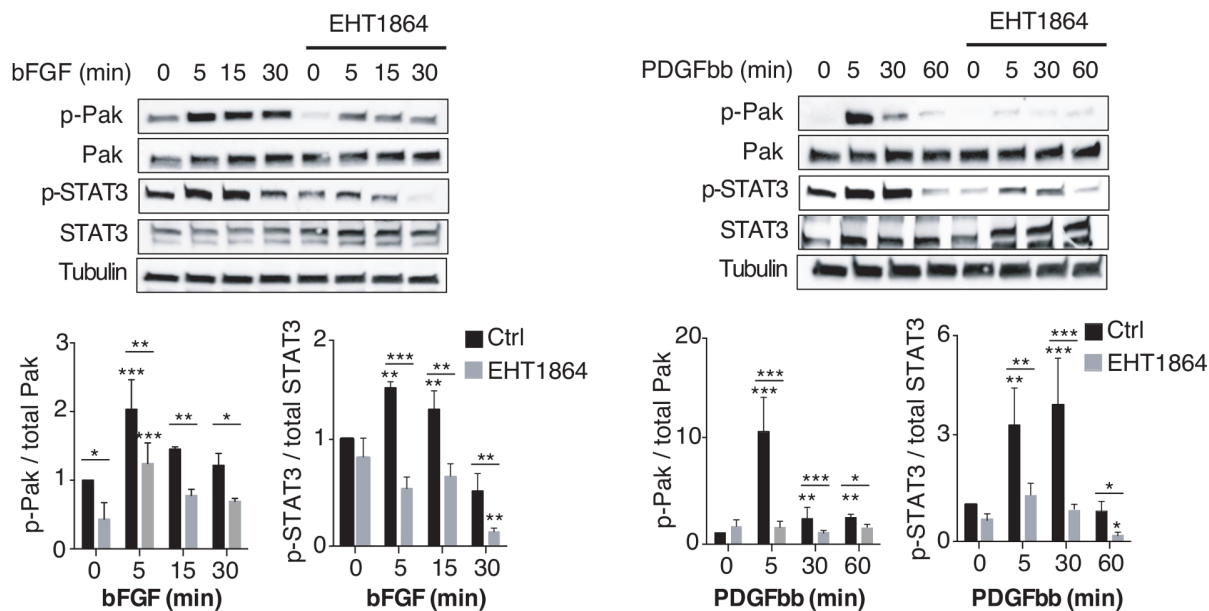 EHT1864
bFGF (min) 0 5 15 30 0 5 15 30
p-Pak
Pak
p-STAT3
STAT3
Tubulin
EHT1864
PDGFbb (min) 0 5 30 60 0 5 30 60
p-Pak
Pak
p-STAT3
STAT3
Tubulin
p-Pak / total Pak
3
2
1
0
* *** ** *** ** *
0 5 15 30
bFGF (min)
p-STAT3 / total STAT3
2
1
0
*** ** ** ** ** **
0 5 15 30
bFGF (min)
Ctrl
EHT1864
p-Pak / total Pak
20
10
0
*** *** *** ** * **
0 5 30 60
PDGFbb (min)
p-STAT3 / total STAT3
6
3
0
** ** *** *** * *
0 5 30 60
PDGFbb (min)
Ctrl
EHT1864